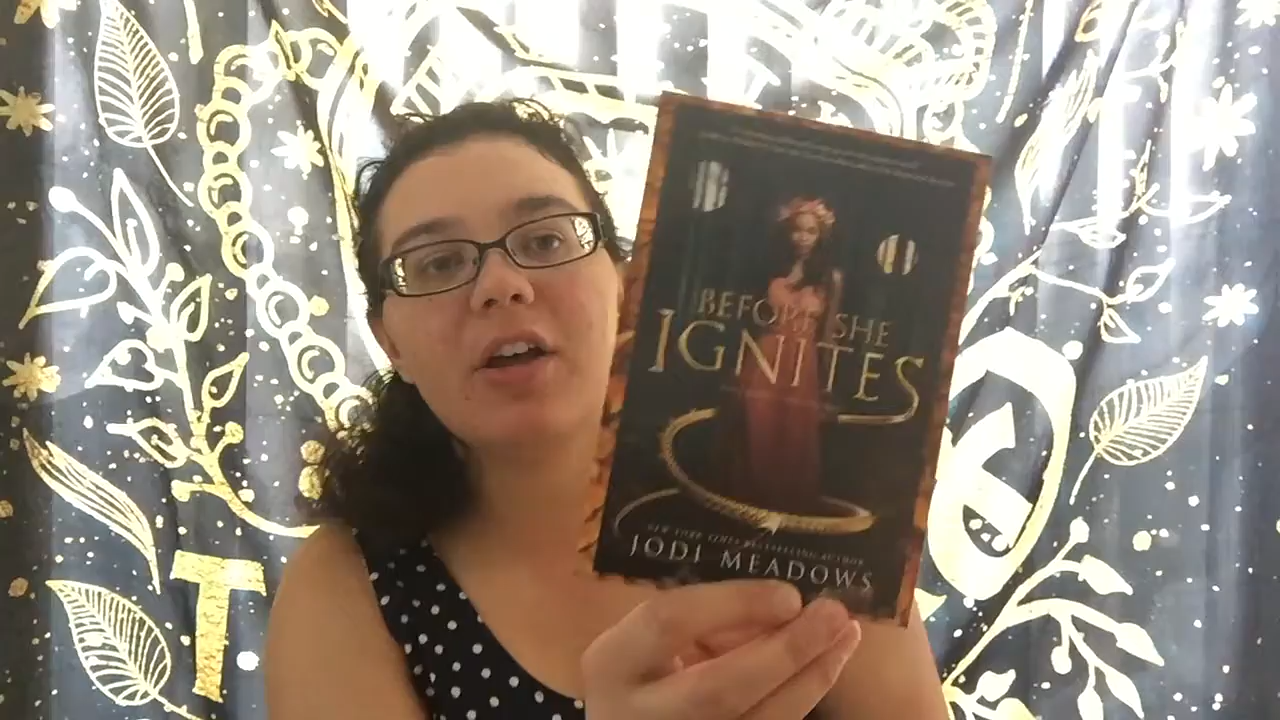 BEFORE SHE
IGNITES
NEW YORK TIMES BESTSELLING AUTHOR
JODI MEADOWS
T